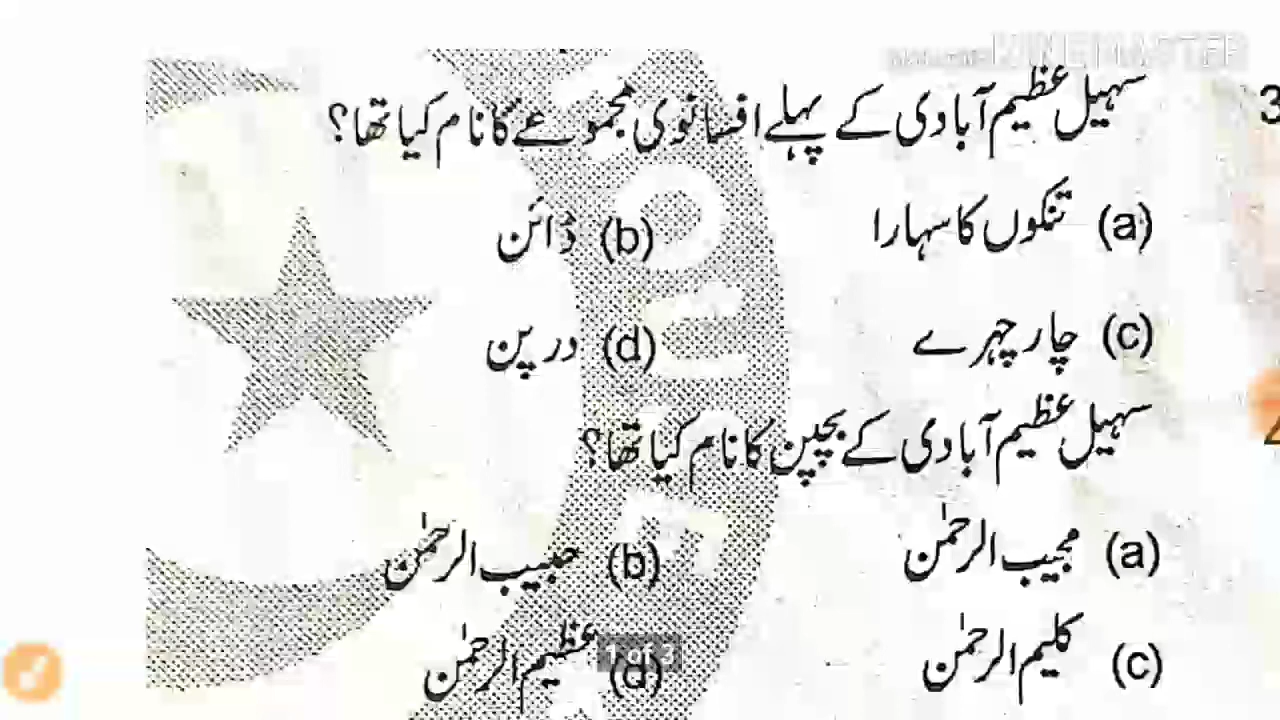 KINEMASTER
3
سہیل عظیم آبادی کے پہلے افسانوی مجموعے کا نام کیا تھا؟
(a) تنکوں کا سہارا (b) ڈائن
(c) چار چہرے (d) درپن
سہیل عظیم آبادی کے بچپن کا نام کیا تھا؟
(a) مجیب الرحمٰن (b) حبیب الرحمٰن
(c) کلیم الرحمٰن (d) عظیم الرحمٰن
1 of 3